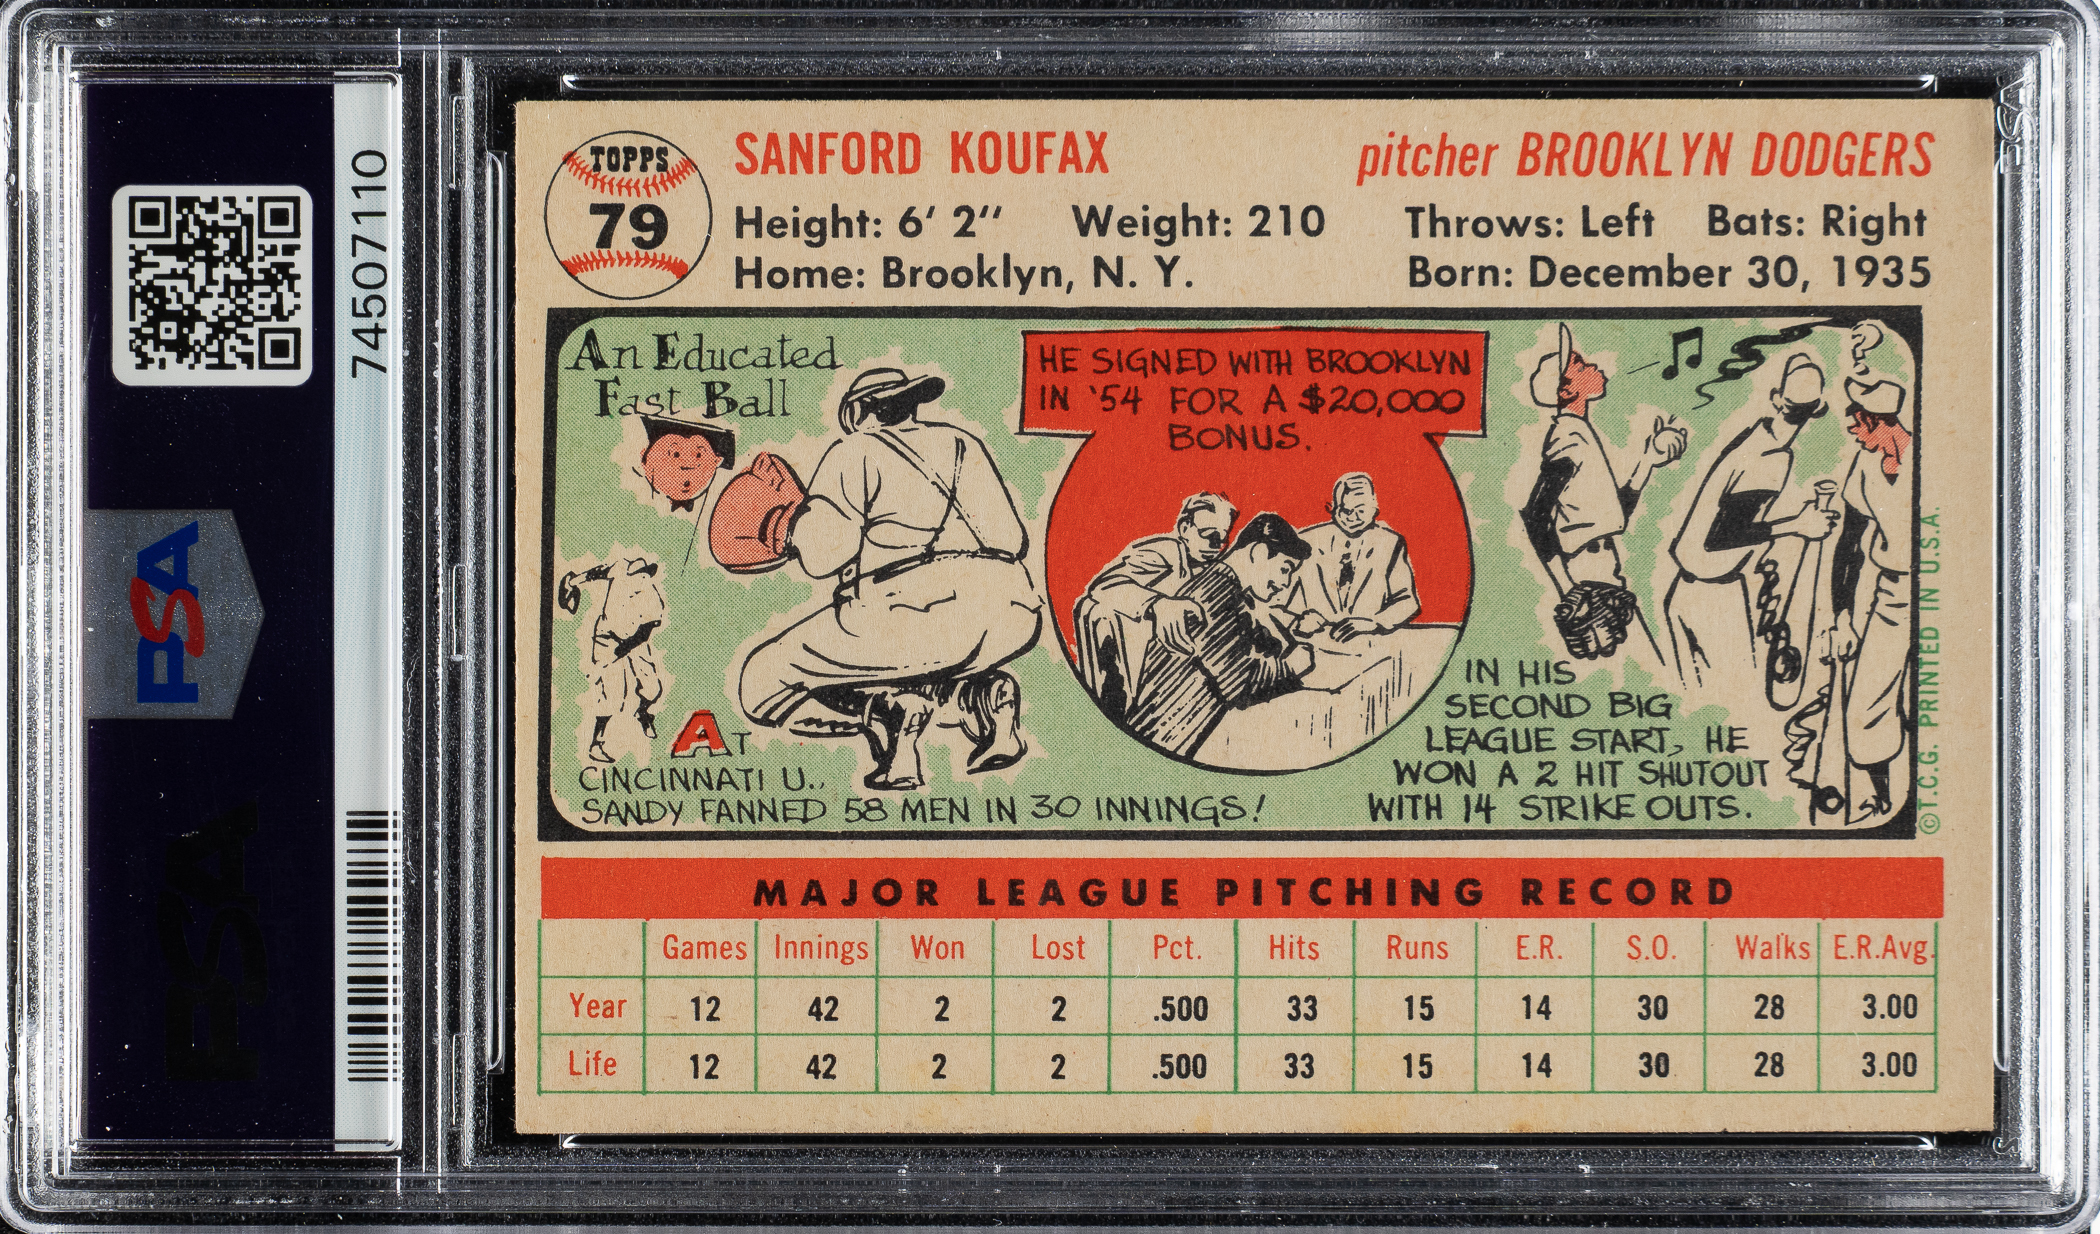 TOPPS
79
SANFORD KOUFAX
pitcher BROOKLYN DODGERS
Height: 6' 2" Weight: 210 Throws: Left Bats: Right
Home: Brooklyn, N. Y. Born: December 30, 1935
An Educated
Fast Ball
AT
CINCINNATI U.,
SANDY FANNED 58 MEN IN 30 INNINGS!
HE SIGNED WITH BROOKLYN
IN '54 FOR A $20,000
BONUS.
IN HIS
SECOND BIG
LEAGUE START, HE
WON A 2 HIT SHUTOUT
WITH 14 STRIKE OUTS.
© T.C.G. PRINTED IN U.S.A.
MAJOR LEAGUE PITCHING RECORD
Games Innings Won Lost Pct. Hits Runs E.R. S.O. Walks E.R.Avg.
Year 12 42 2 2 .500 33 15 14 30 28 3.00
Life 12 42 2 2 .500 33 15 14 30 28 3.00
74507110
PSA
PSA
PSA